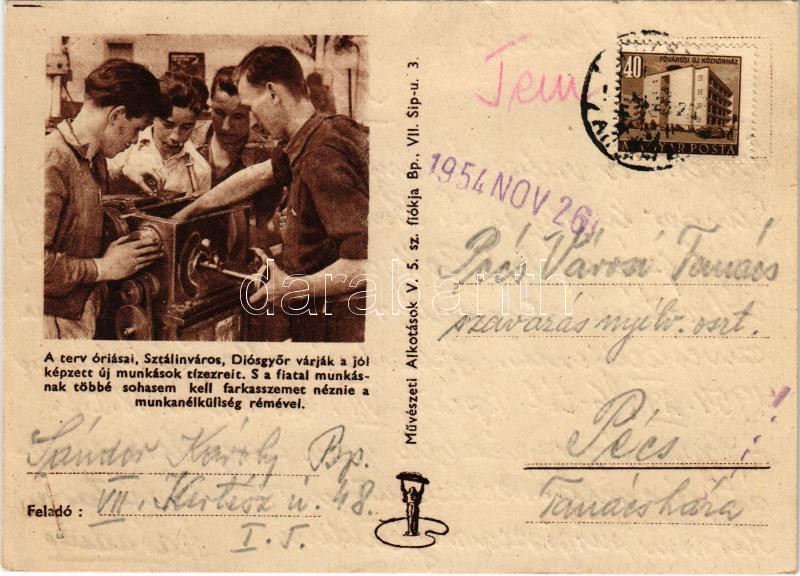 A terv óriásai, Sztálinváros, Diósgyőr várják a jól
képzett új munkások tízezreit. S a fiatal munkás-
nak többé sohasem kell farkasszemet néznie a
munkanélküliség rémével.
Sándor Károly Bp.
Feladó : VII. Kertész u. 48.
I. 5.
Művészeti Alkotások V. 5. sz. fiókja Bp., VII. Síp-u. 3.
40 f
FŐVÁROSI ÚJ KÖZKÓRHÁZ
MAGYAR POSTA
1954 NOV 26
Pécs Városi Tanács
szavazás nyilv. oszt.
Pécs
Tanácsháza
darabanth